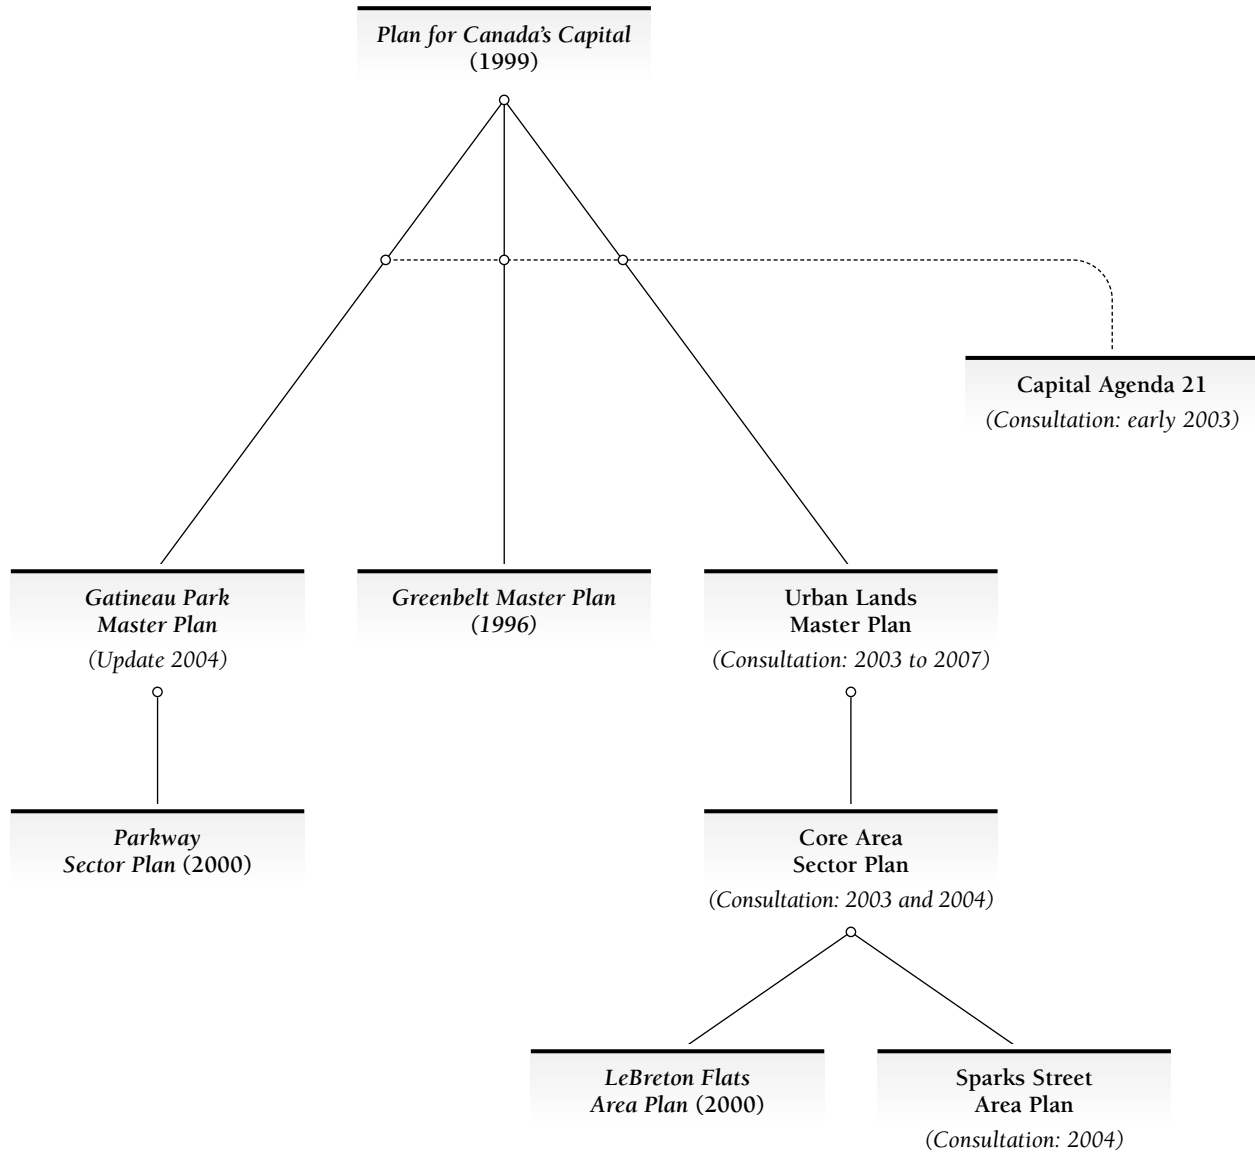 Plan for Canada’s Capital
(1999)
Capital Agenda 21
(Consultation: early 2003)
Gatineau Park
Master Plan
(Update 2004)
Greenbelt Master Plan
(1996)
Urban Lands
Master Plan
(Consultation: 2003 to 2007)
Parkway
Sector Plan (2000)
Core Area
Sector Plan
(Consultation: 2003 and 2004)
LeBreton Flats
Area Plan (2000)
Sparks Street
Area Plan
(Consultation: 2004)